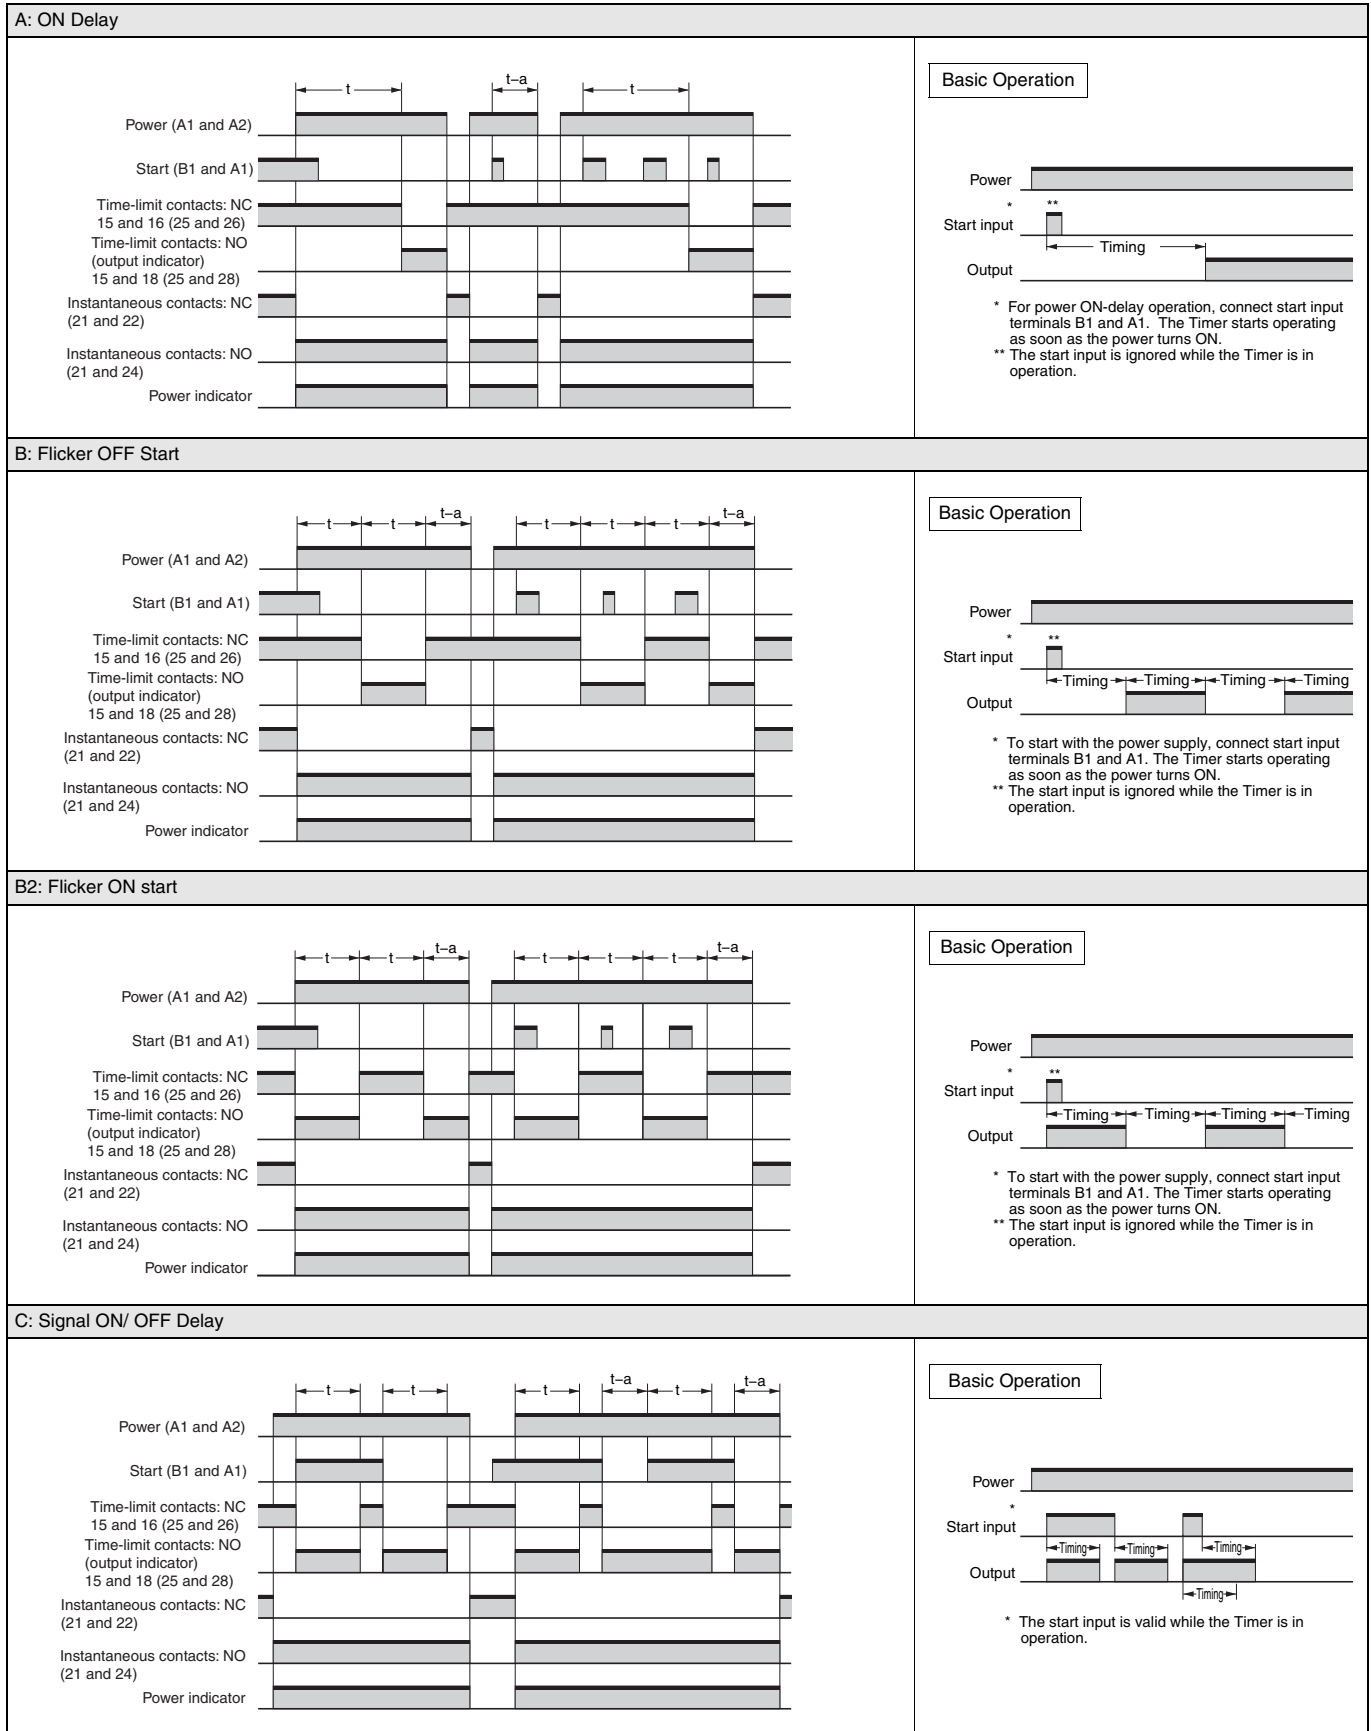 A: ON Delay
t
t–a
t
Power (A1 and A2)
Start (B1 and A1)
Time-limit contacts: NC
15 and 16 (25 and 26)
Time-limit contacts: NO
(output indicator)
15 and 18 (25 and 28)
Instantaneous contacts: NC
(21 and 22)
Instantaneous contacts: NO
(21 and 24)
Power indicator
Basic Operation
Power
*
**
Start input
Timing
Output
* For power ON-delay operation, connect start input
terminals B1 and A1. The Timer starts operating
as soon as the power turns ON.
** The start input is ignored while the Timer is in
operation.
B: Flicker OFF Start
t
t
t–a
t
t
t
t–a
Power (A1 and A2)
Start (B1 and A1)
Time-limit contacts: NC
15 and 16 (25 and 26)
Time-limit contacts: NO
(output indicator)
15 and 18 (25 and 28)
Instantaneous contacts: NC
(21 and 22)
Instantaneous contacts: NO
(21 and 24)
Power indicator
Basic Operation
Power
*
**
Start input
Timing Timing Timing Timing
Output
* To start with the power supply, connect start input
terminals B1 and A1. The Timer starts operating
as soon as the power turns ON.
** The start input is ignored while the Timer is in
operation.
B2: Flicker ON start
t
t
t–a
t
t
t
t–a
Power (A1 and A2)
Start (B1 and A1)
Time-limit contacts: NC
15 and 16 (25 and 26)
Time-limit contacts: NO
(output indicator)
15 and 18 (25 and 28)
Instantaneous contacts: NC
(21 and 22)
Instantaneous contacts: NO
(21 and 24)
Power indicator
Basic Operation
Power
*
**
Start input
Timing Timing Timing Timing
Output
* To start with the power supply, connect start input
terminals B1 and A1. The Timer starts operating
as soon as the power turns ON.
** The start input is ignored while the Timer is in
operation.
C: Signal ON/ OFF Delay
t
t
t
t–a
t
t–a
Power (A1 and A2)
Start (B1 and A1)
Time-limit contacts: NC
15 and 16 (25 and 26)
Time-limit contacts: NO
(output indicator)
15 and 18 (25 and 28)
Instantaneous contacts: NC
(21 and 22)
Instantaneous contacts: NO
(21 and 24)
Power indicator
Basic Operation
Power
*
Start input
Timing Timing Timing
Output
Timing
* The start input is valid while the Timer is in
operation.